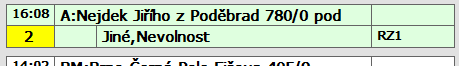 16:08 A:Nejdek Jiřího z Poděbrad 780/0 pod
2 Jiné,Nevolnost RZ1